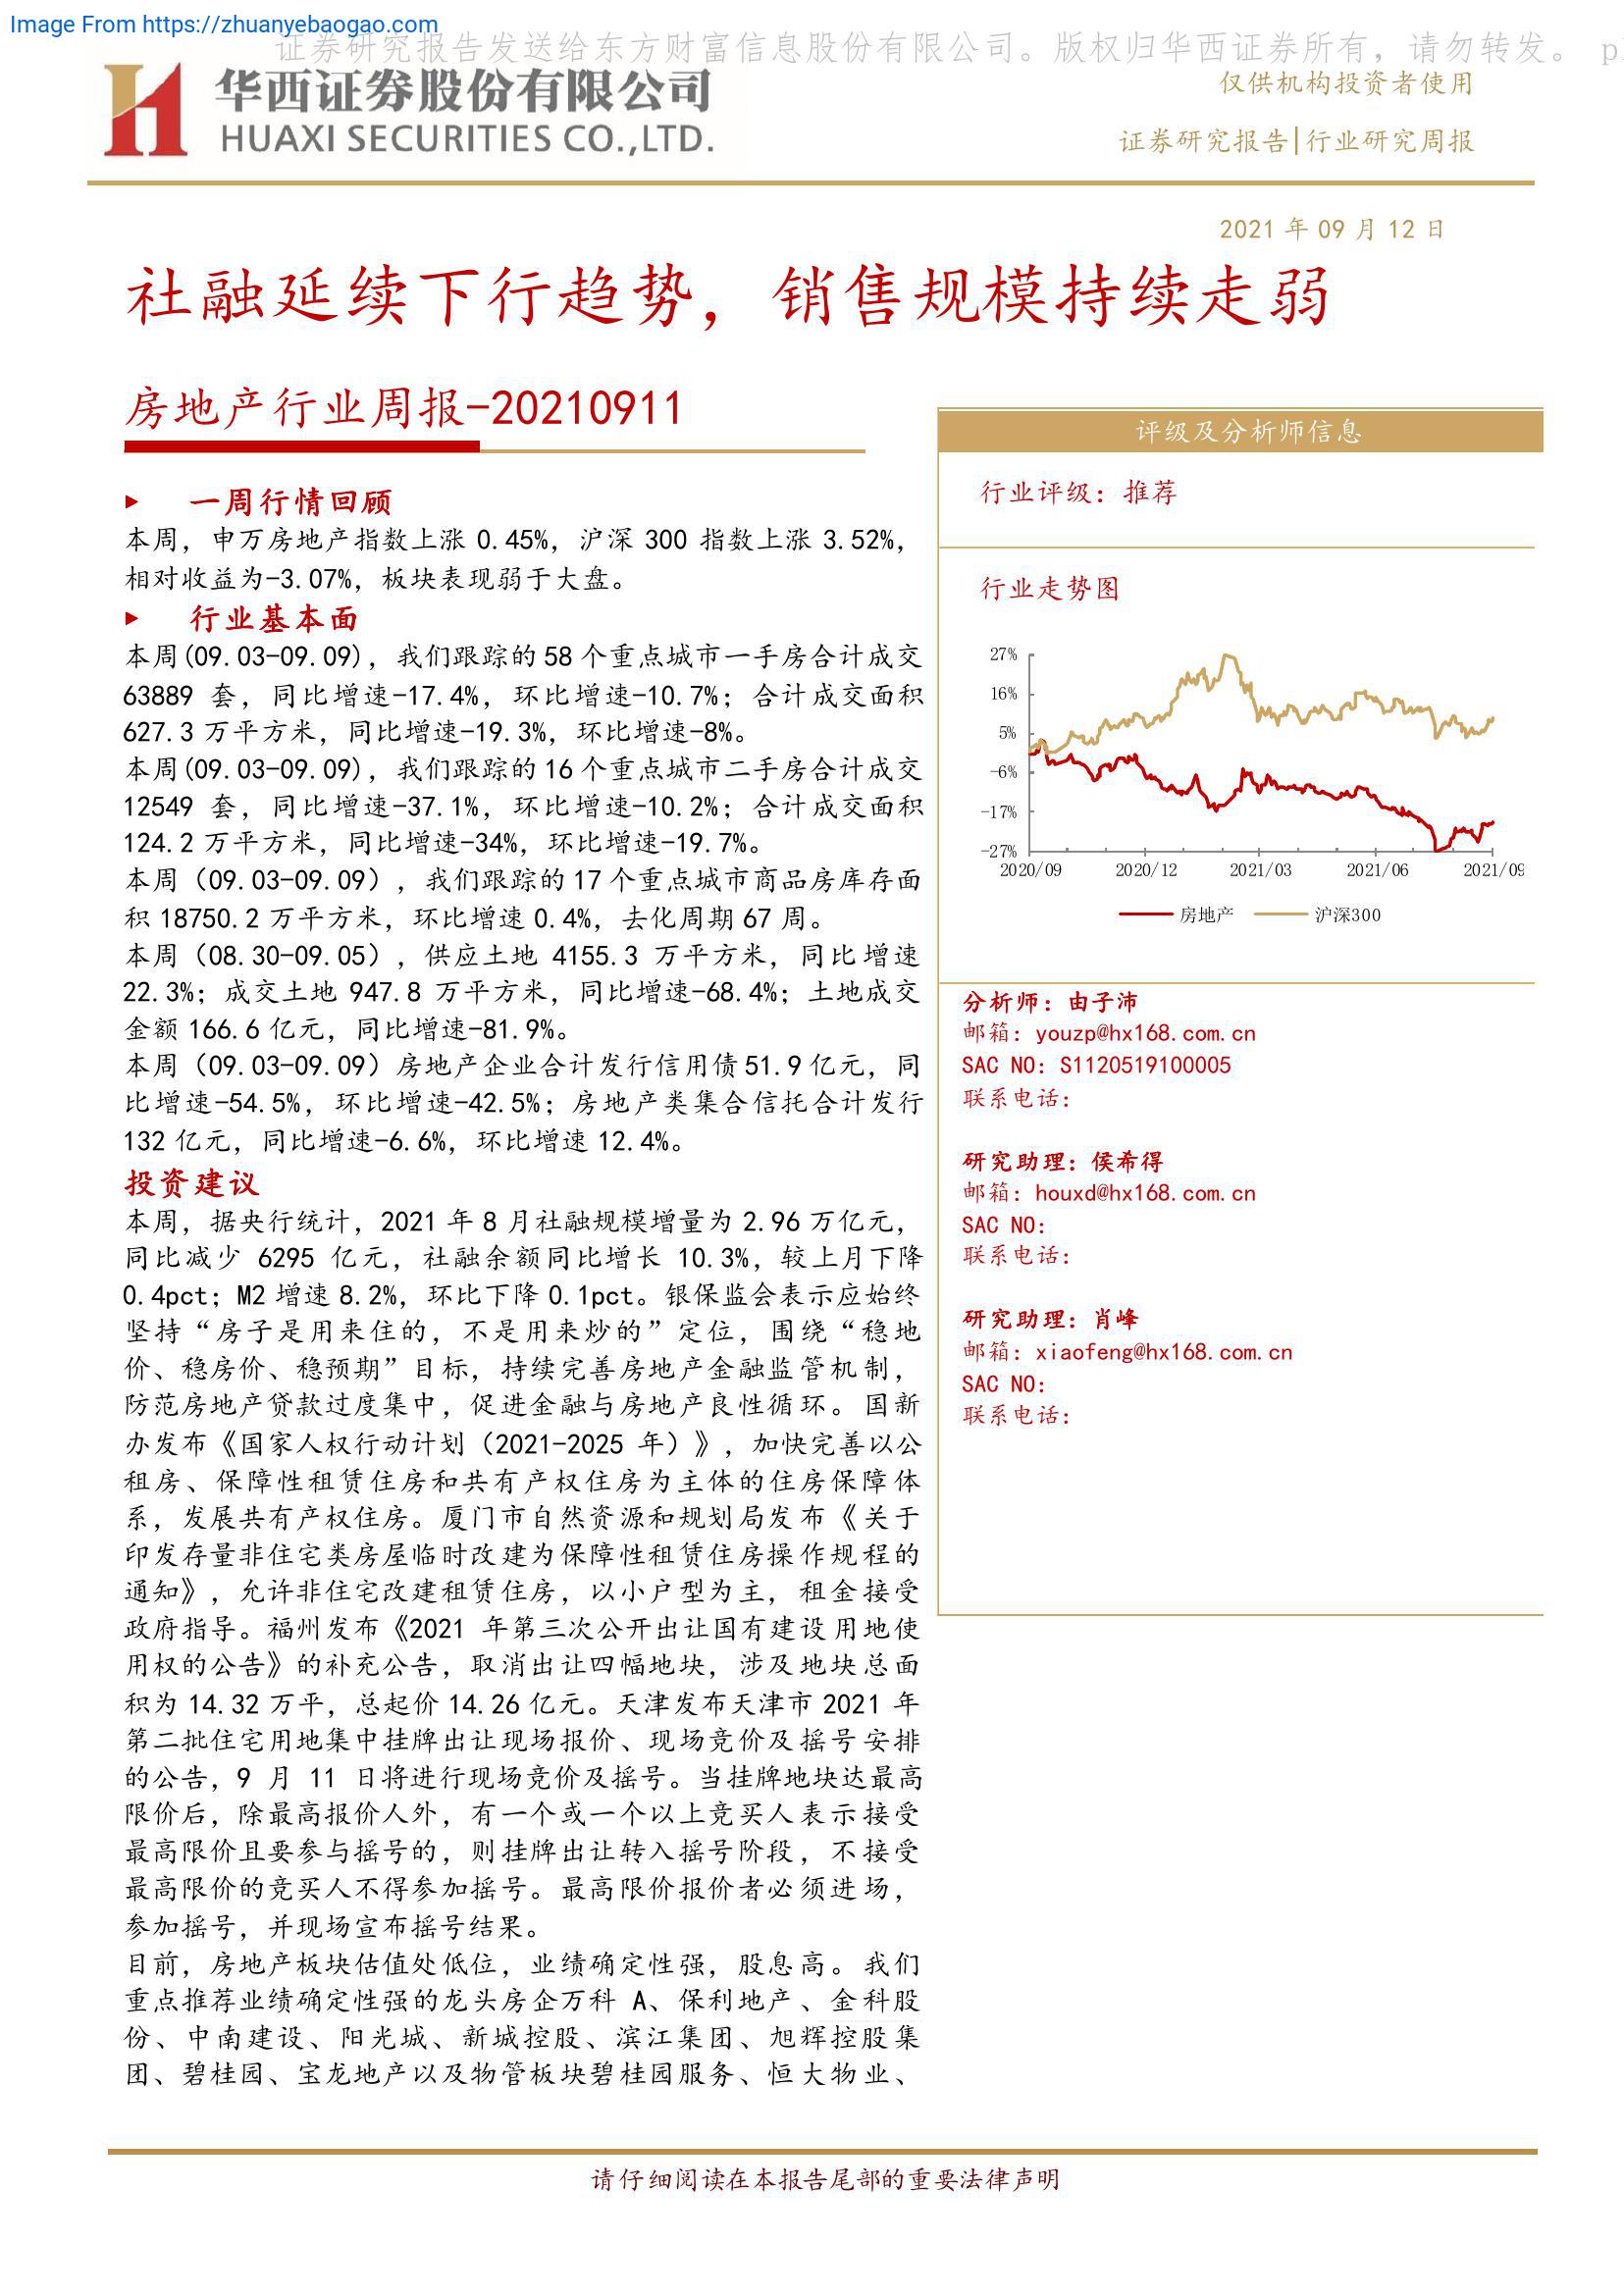 Image From https://zhuanyebaogao.com
证券研究报告发送给东方财富信息股份有限公司。版权归华西证券所有，请勿转发。 p
华西证券股份有限公司
HUAXI SECURITIES CO.,LTD.
仅供机构投资者使用
证券研究报告|行业研究周报
2021 年 09 月 12 日
社融延续下行趋势，销售规模持续走弱
房地产行业周报-20210911
一周行情回顾
本周，申万房地产指数上涨 0.45%，沪深 300 指数上涨 3.52%，
相对收益为-3.07%，板块表现弱于大盘。
行业基本面
本周(09.03-09.09)，我们跟踪的 58 个重点城市一手房合计成交
63889 套，同比增速-17.4%，环比增速-10.7%；合计成交面积
627.3 万平方米，同比增速-19.3%，环比增速-8%。
本周(09.03-09.09)，我们跟踪的 16 个重点城市二手房合计成交
12549 套，同比增速-37.1%，环比增速-10.2%；合计成交面积
124.2 万平方米，同比增速-34%，环比增速-19.7%。
本周（09.03-09.09），我们跟踪的 17 个重点城市商品房库存面
积 18750.2 万平方米，环比增速 0.4%，去化周期 67 周。
本周（08.30-09.05），供应土地 4155.3 万平方米，同比增速
22.3%；成交土地 947.8 万平方米，同比增速-68.4%；土地成交
金额 166.6 亿元，同比增速-81.9%。
本周（09.03-09.09）房地产企业合计发行信用债 51.9 亿元，同
比增速-54.5%，环比增速-42.5%；房地产类集合信托合计发行
132 亿元，同比增速-6.6%，环比增速 12.4%。
投资建议
本周，据央行统计，2021 年 8 月社融规模增量为 2.96 万亿元，
同比减少 6295 亿元，社融余额同比增长 10.3%，较上月下降
0.4pct；M2 增速 8.2%，环比下降 0.1pct。银保监会表示应始终
坚持“房子是用来住的，不是用来炒的”定位，围绕“稳地
价、稳房价、稳预期”目标，持续完善房地产金融监管机制，
防范房地产贷款过度集中，促进金融与房地产良性循环。国新
办发布《国家人权行动计划（2021-2025 年）》，加快完善以公
租房、保障性租赁住房和共有产权住房为主体的住房保障体
系，发展共有产权住房。厦门市自然资源和规划局发布《关于
印发存量非住宅类房屋临时改建为保障性租赁住房操作规程的
通知》，允许非住宅改建租赁住房，以小户型为主，租金接受
政府指导。福州发布《2021 年第三次公开出让国有建设用地使
用权的公告》的补充公告，取消出让四幅地块，涉及地块总面
积为 14.32 万平，总起价 14.26 亿元。天津发布天津市 2021 年
第二批住宅用地集中挂牌出让现场报价、现场竞价及摇号安排
的公告，9 月 11 日将进行现场竞价及摇号。当挂牌地块达最高
限价后，除最高报价人外，有一个或一个以上竞买人表示接受
最高限价且要参与摇号的，则挂牌出让转入摇号阶段，不接受
最高限价的竞买人不得参加摇号。最高限价报价者必须进场，
参加摇号，并现场宣布摇号结果。
目前，房地产板块估值处低位，业绩确定性强，股息高。我们
重点推荐业绩确定性强的龙头房企万科 A、保利地产、金科股
份、中南建设、阳光城、新城控股、滨江集团、旭辉控股集
团、碧桂园、宝龙地产以及物管板块碧桂园服务、恒大物业、
评级及分析师信息
行业评级：推荐
行业走势图
27%
16%
5%
-6%
-17%
-27%
2020/09 2020/12 2021/03 2021/06 2021/09
房地产 沪深300
分析师：由子沛
邮箱：youzp@hx168.com.cn
SAC NO：S1120519100005
联系电话：
研究助理：侯希得
邮箱：houxd@hx168.com.cn
SAC NO：
联系电话：
研究助理：肖峰
邮箱：xiaofeng@hx168.com.cn
SAC NO：
联系电话：
请仔细阅读在本报告尾部的重要法律声明